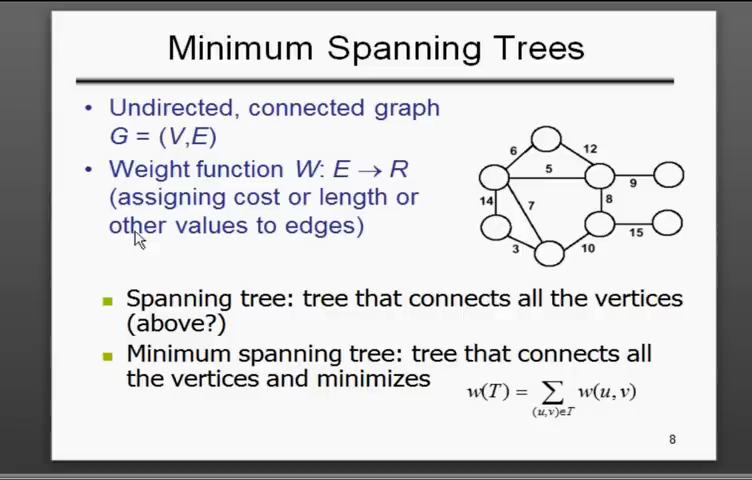 Minimum Spanning Trees
• Undirected, connected graph
G = (V,E)
• Weight function W: E → R
(assigning cost or length or
other values to edges)
6
12
5
9
14
7
8
3
10
15
▪ Spanning tree: tree that connects all the vertices
(above?)
▪ Minimum spanning tree: tree that connects all
the vertices and minimizes
w(T) = ∑ w(u,v)
(u,v)∈T
8